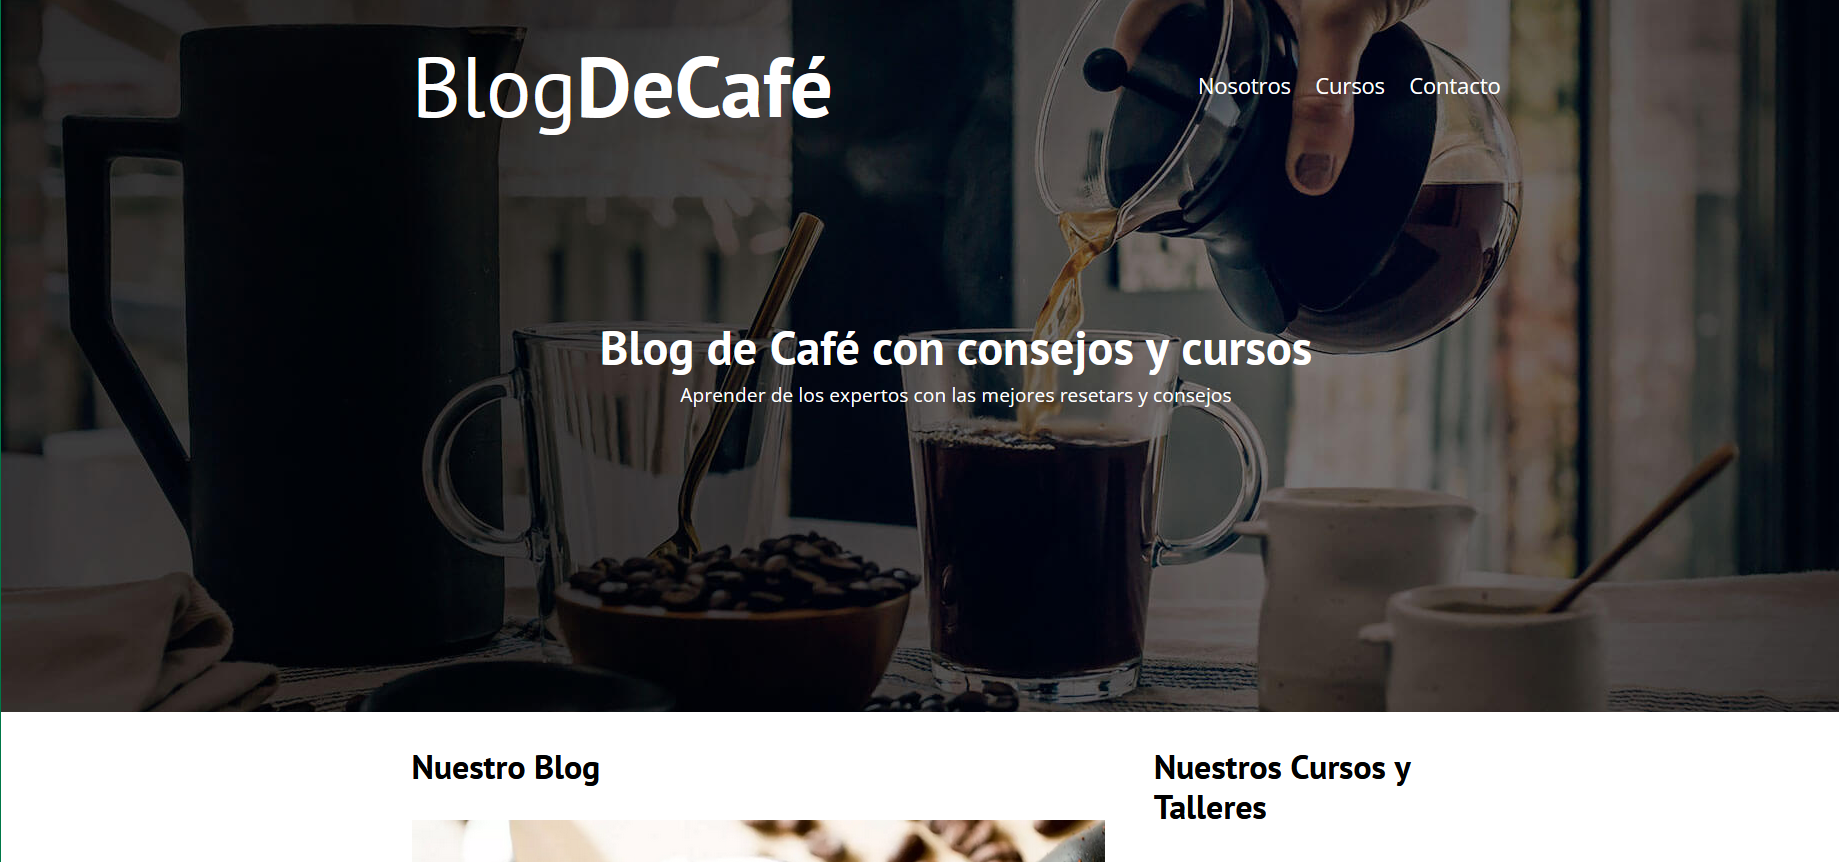 BlogDeCafé
Nosotros Cursos Contacto
Blog de Café con consejos y cursos
Aprender de los expertos con las mejores resetars y consejos
Nuestro Blog
Nuestros Cursos y
Talleres